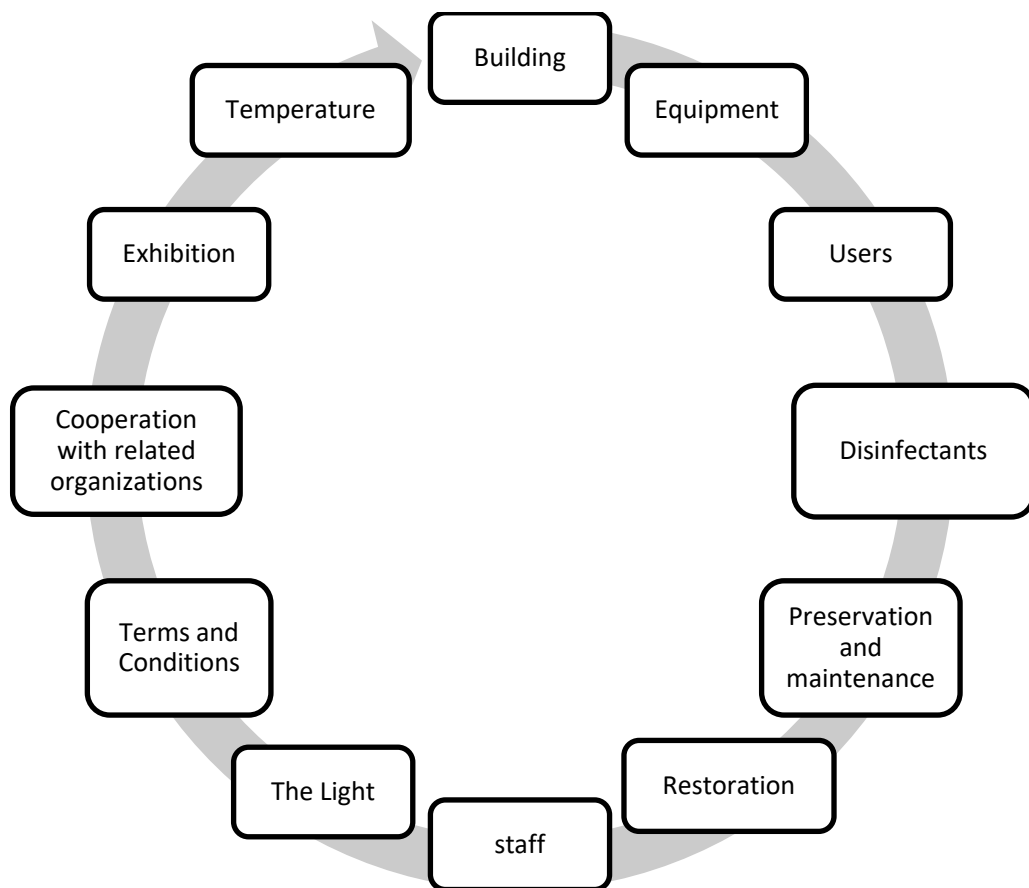 Building
Equipment
Users
Disinfectants
Preservation
and
maintenance
Restoration
staff
The Light
Terms and
Conditions
Cooperation
with related
organizations
Exhibition
Temperature